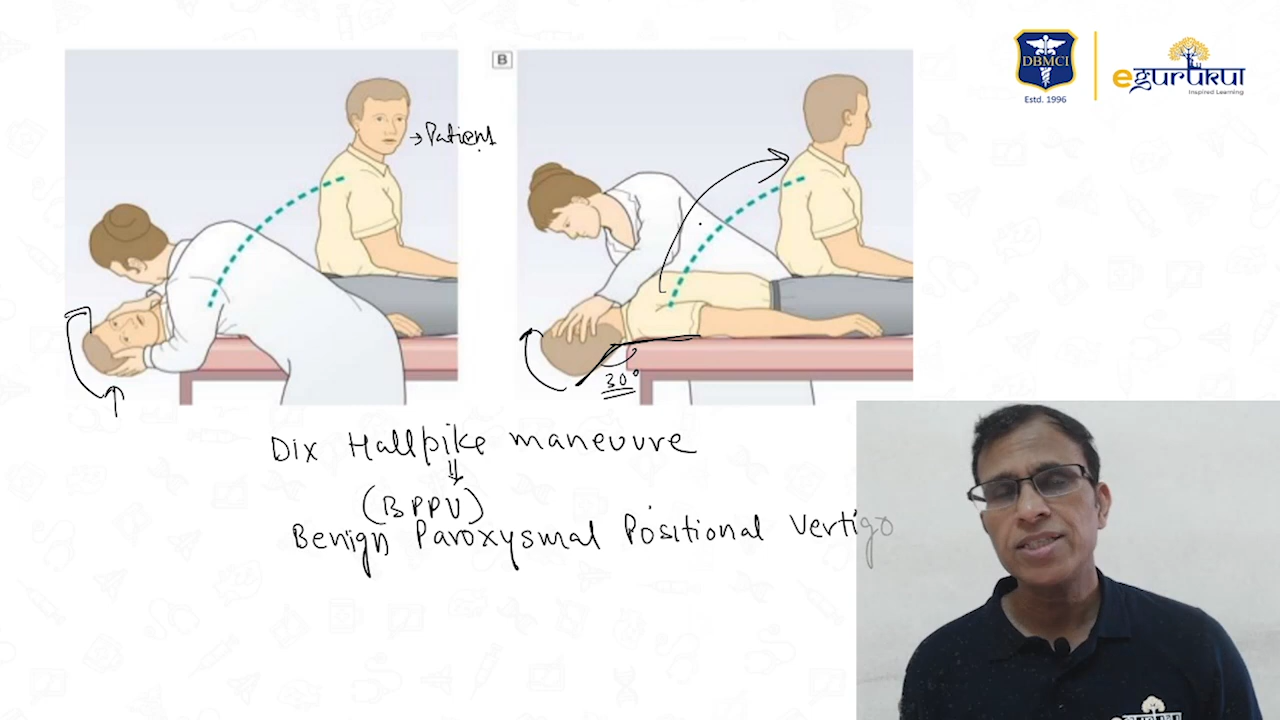 B
DBMCI
Estd. 1996
egurukul
Inspired Learning
→Patient
30°
Dix Hallpike maneuvre
(BPPV)
Benign Paroxysmal Positional Vertigo